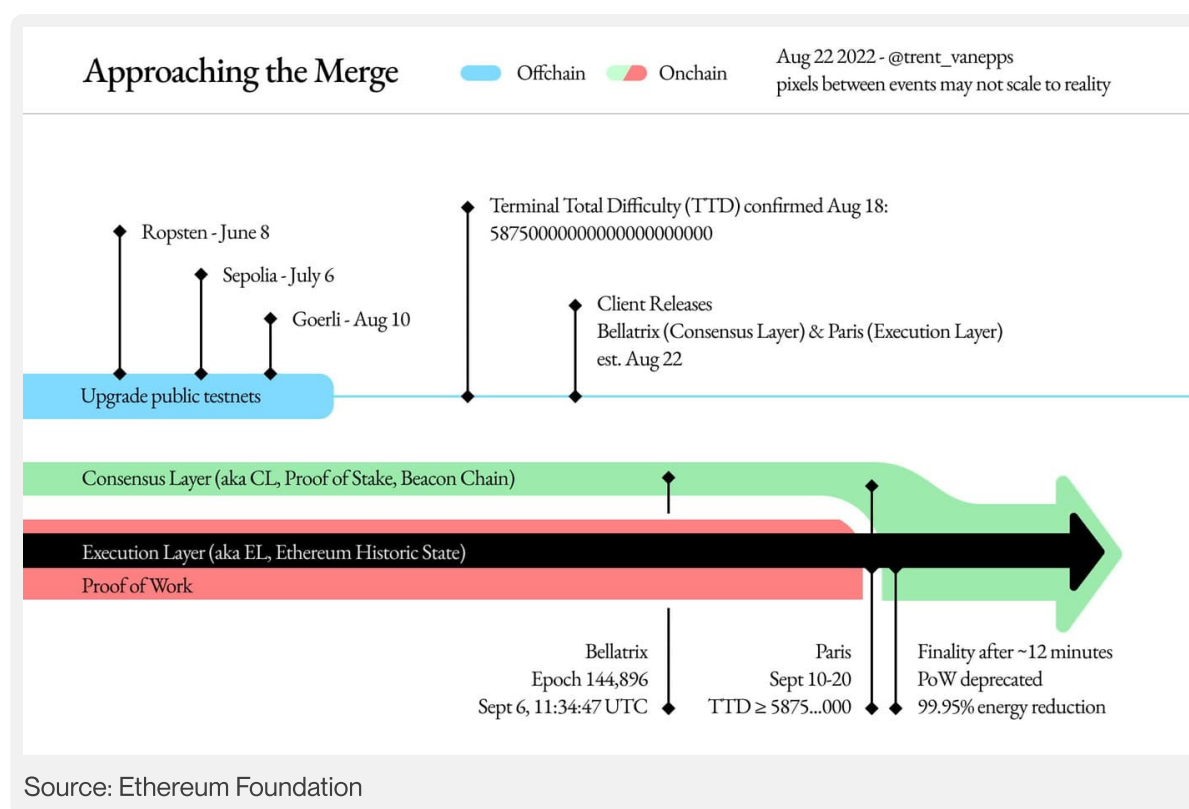 Approaching the Merge
Offchain
Onchain
Aug 22 2022 - @trent_vanepps
pixels between events may not scale to reality
Ropsten - June 8
Sepolia - July 6
Goerli - Aug 10
Terminal Total Difficulty (TTD) confirmed Aug 18:
58750000000000000000000
Client Releases
Bellatrix (Consensus Layer) & Paris (Execution Layer)
est. Aug 22
Upgrade public testnets
Consensus Layer (aka CL, Proof of Stake, Beacon Chain)
Execution Layer (aka EL, Ethereum Historic State)
Proof of Work
Bellatrix
Epoch 144,896
Sept 6, 11:34:47 UTC
Paris
Sept 10-20
TTD ≥ 5875...000
Finality after ~12 minutes
PoW deprecated
99.95% energy reduction
Source: Ethereum Foundation